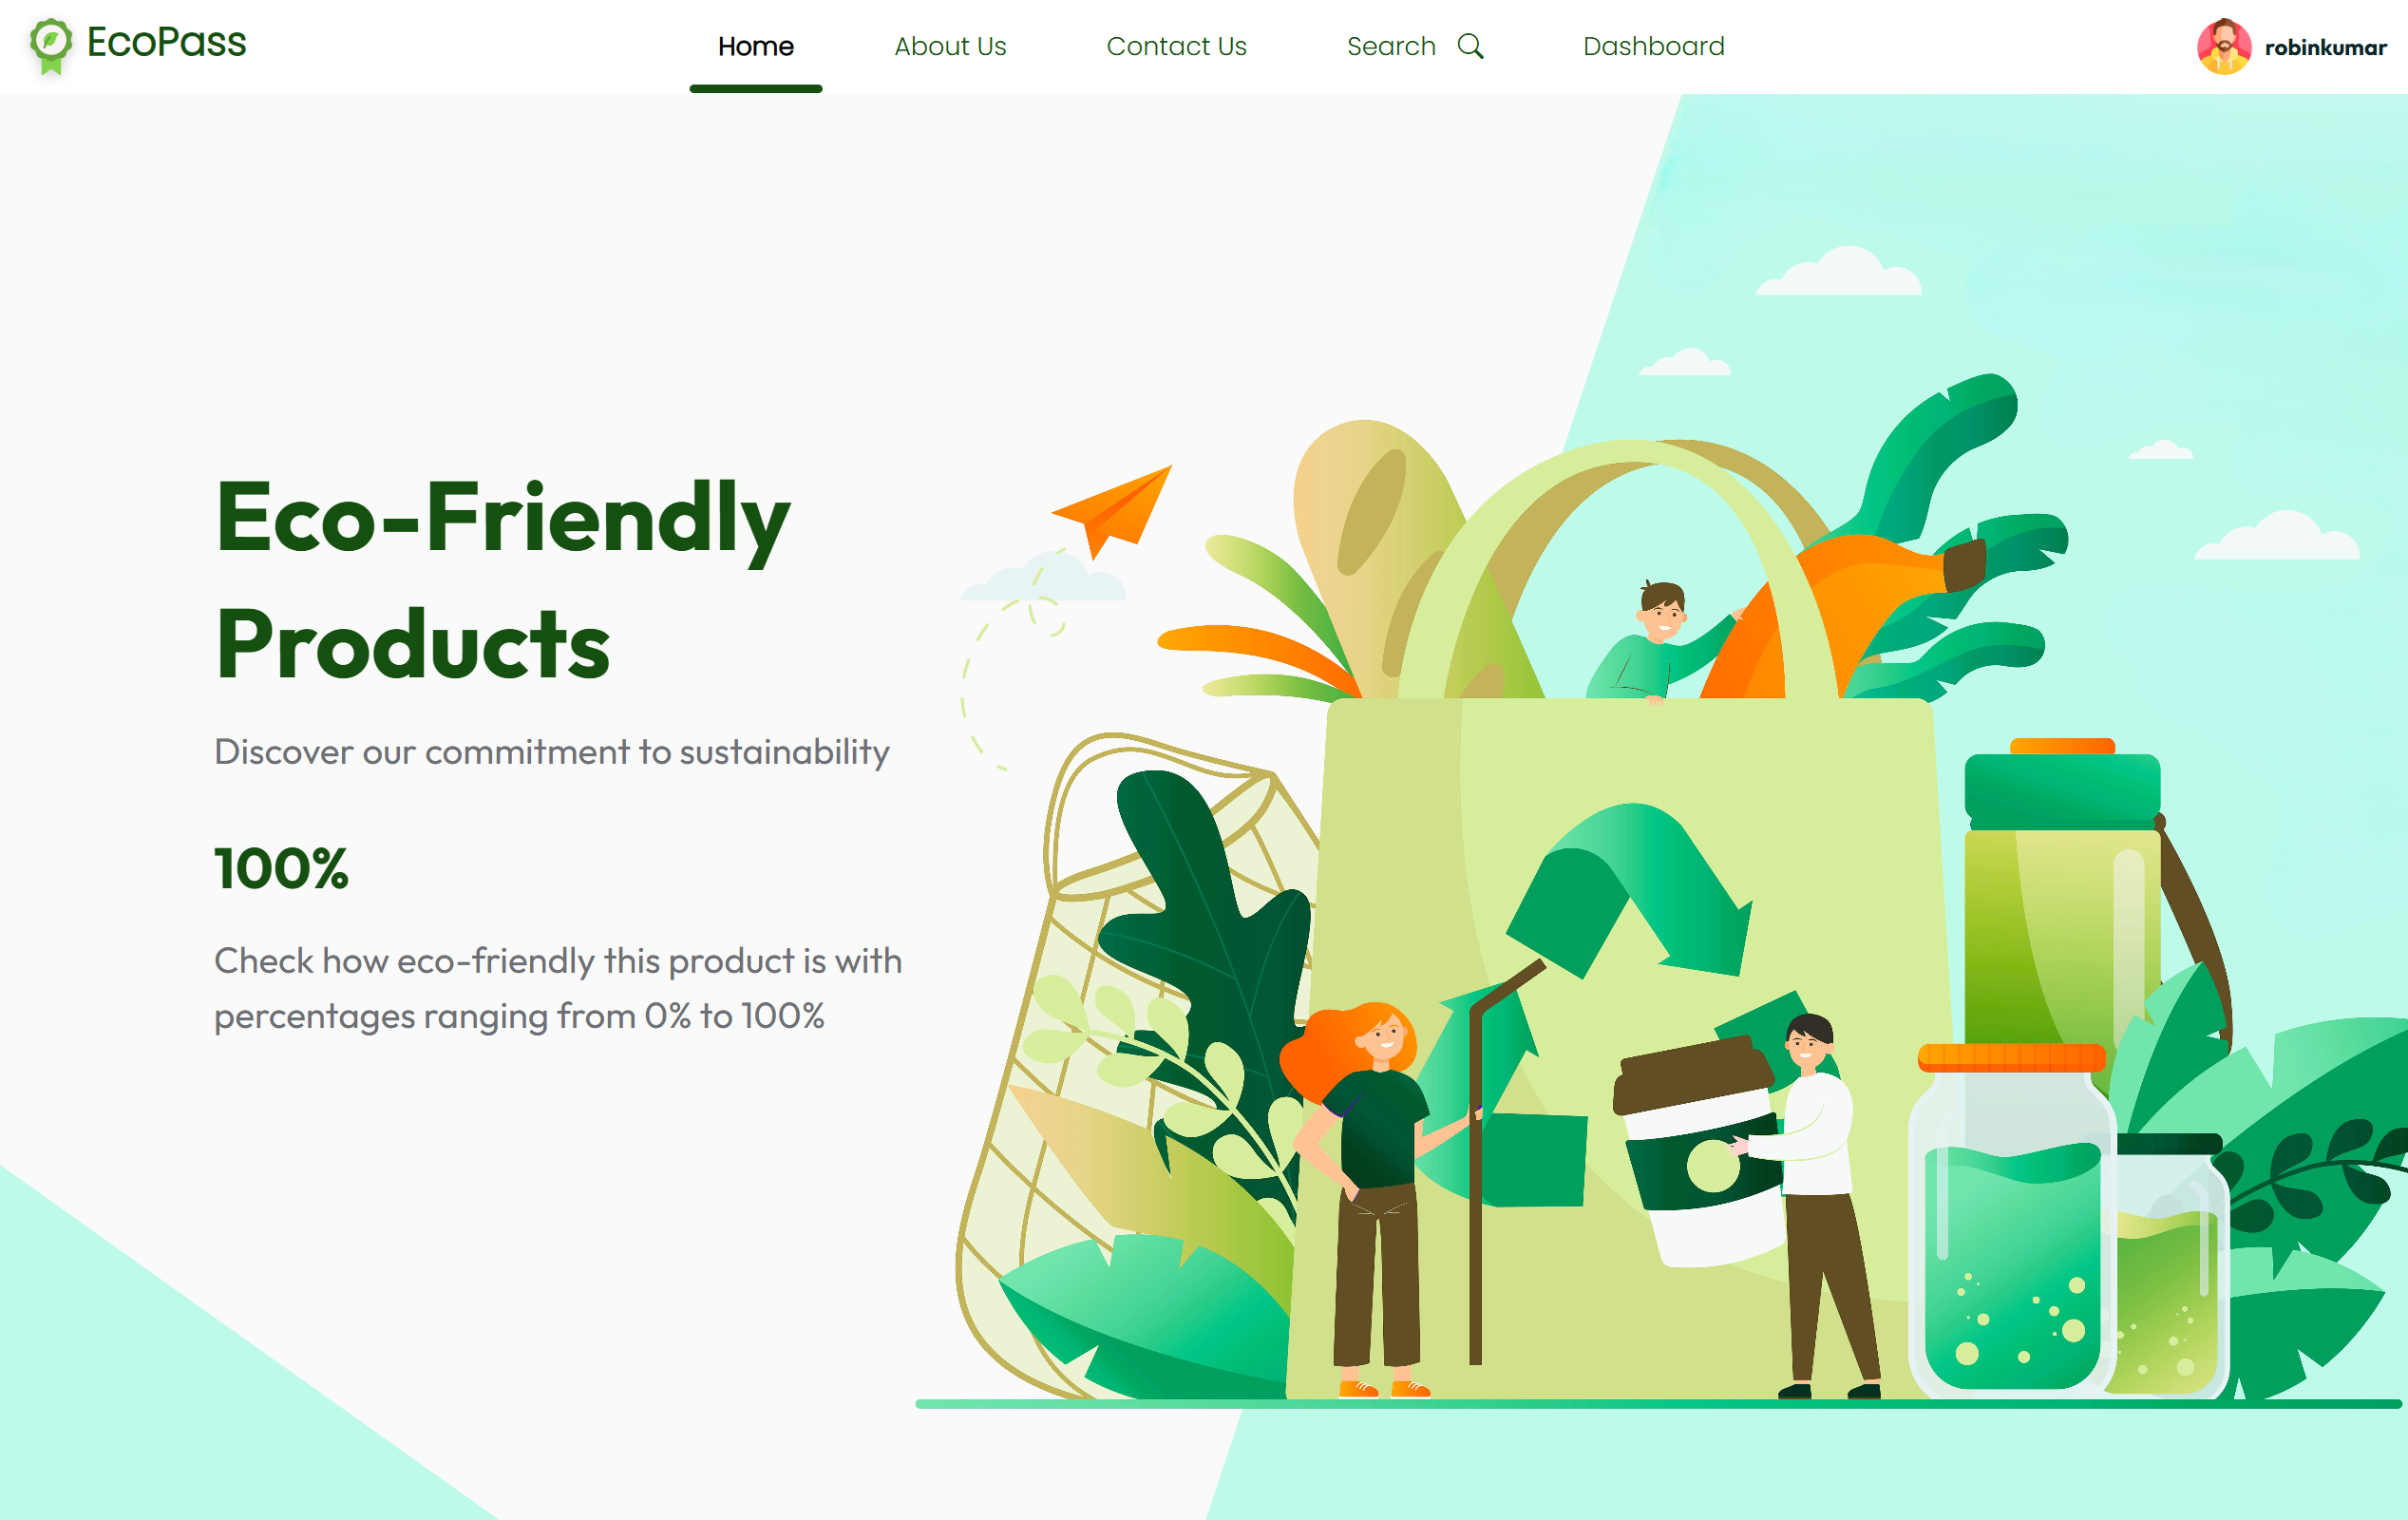 EcoPass
Home
About Us
Contact Us
Search
Dashboard
robinkumar
Eco-Friendly
Products
Discover our commitment to sustainability
100%
Check how eco-friendly this product is with
percentages ranging from 0% to 100%